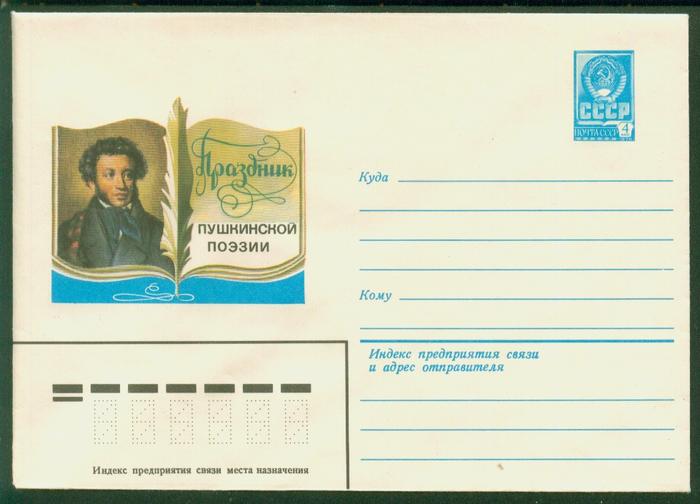 Праздник
ПУШКИНСКОЙ
ПОЭЗИИ
СССР
ПОЧТА СССР 4
Куда
Кому
Индекс предприятия связи
и адрес отправителя
Индекс предприятия связи места назначения